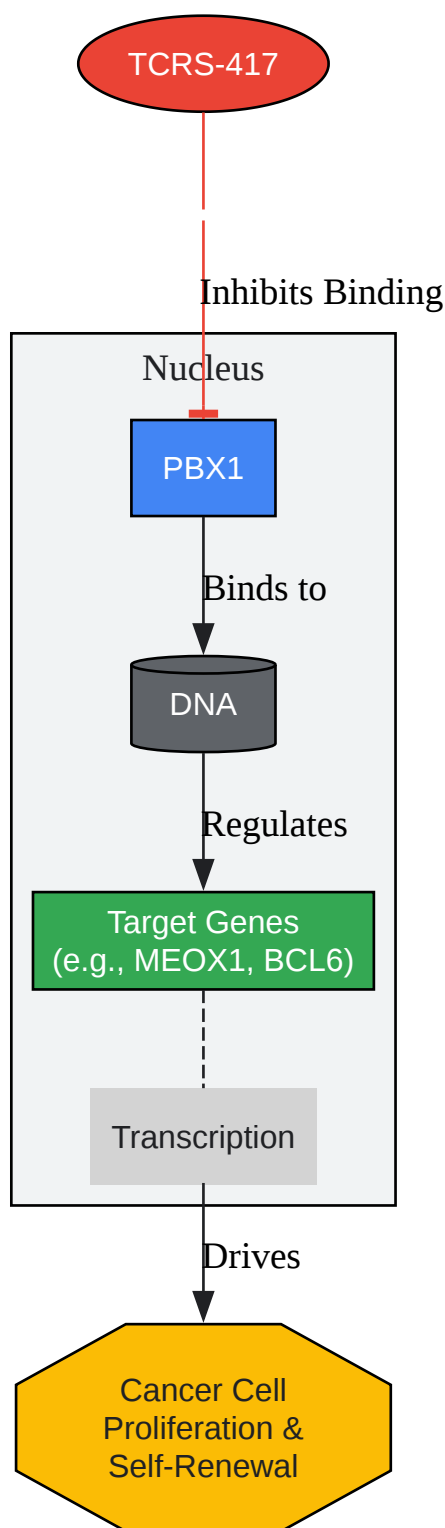 TCRS-417
Inhibits Binding
Nucleus
PBX1
Binds to
DNA
Regulates
Target Genes
(e.g., MEOX1, BCL6)
Transcription
Drives
Cancer Cell
Proliferation &
Self-Renewal